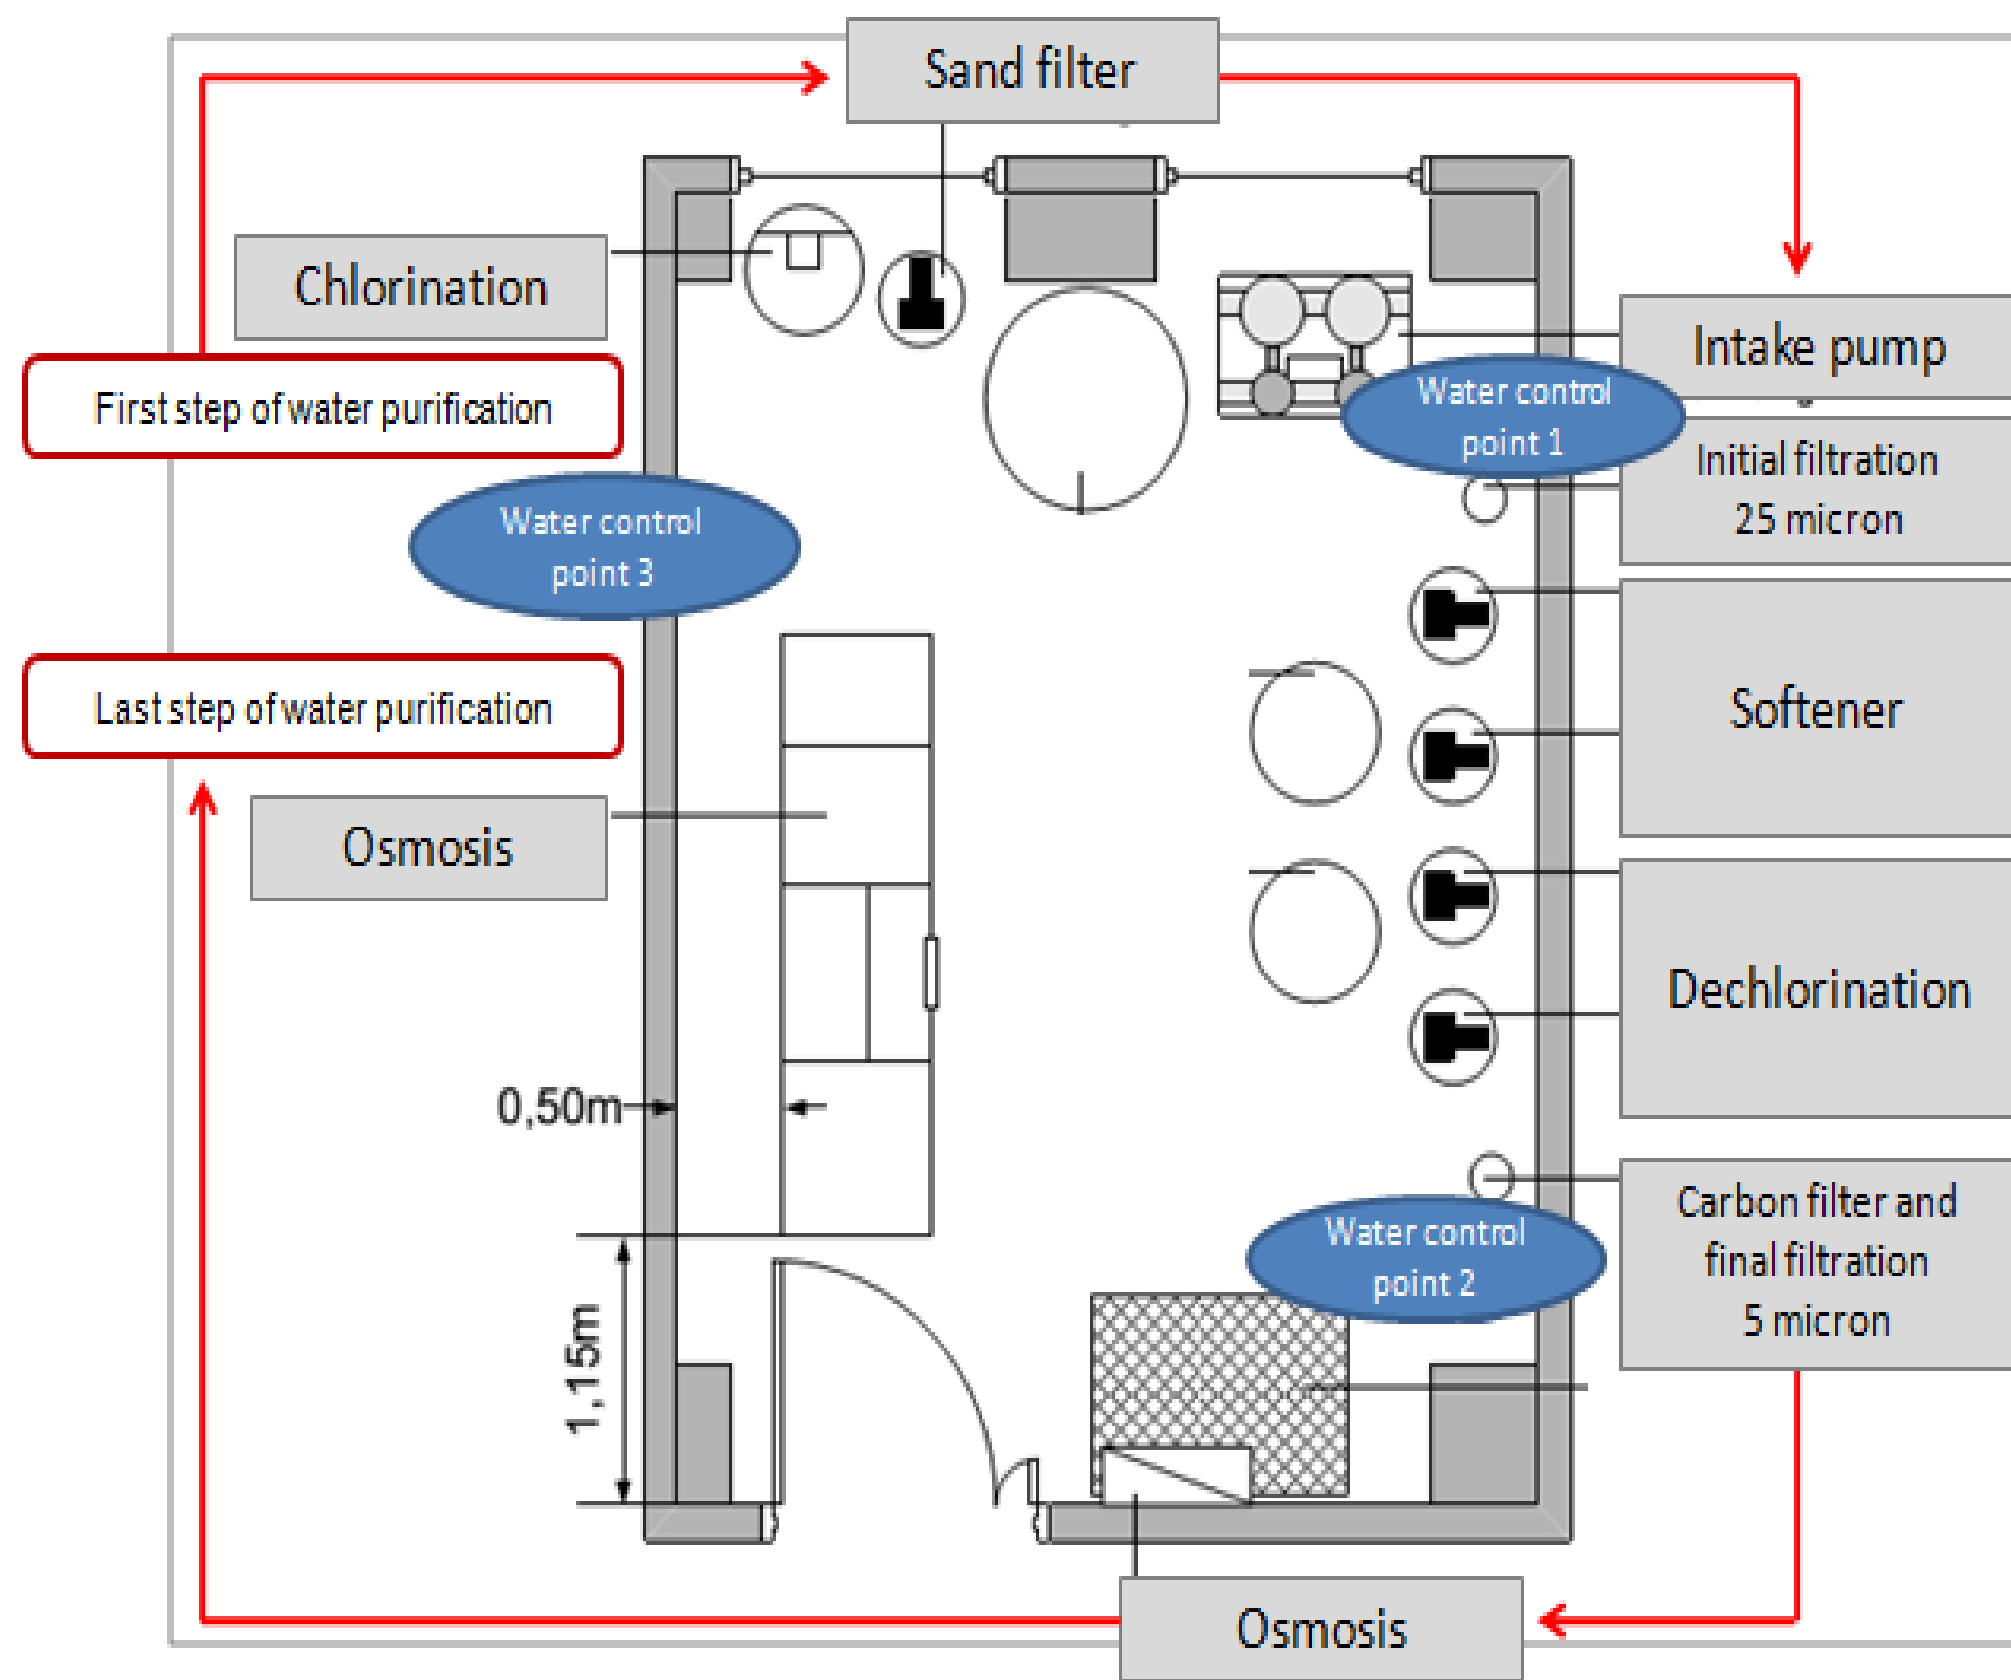 Sand filter
Chlorination
Intake pump
First step of water purification
Water control
point 1
Initial filtration
25 micron
Water control
point 3
Softener
Last step of water purification
Osmosis
Dechlorination
0,50m
Carbon filter and
final filtration
5 micron
Water control
point 2
1,15m
Osmosis